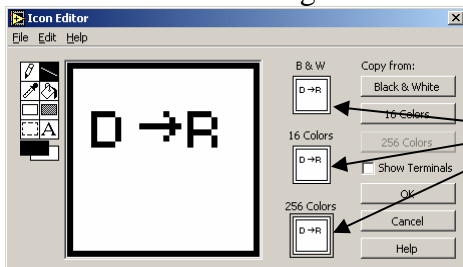 Icon Editor
File Edit Help
B & W
Copy from:
D→R
Black & White
16 Colors
16 Colors
256 Colors
D→R
Show Terminals
D→R
OK
256 Colors
Cancel
D→R
Help
A